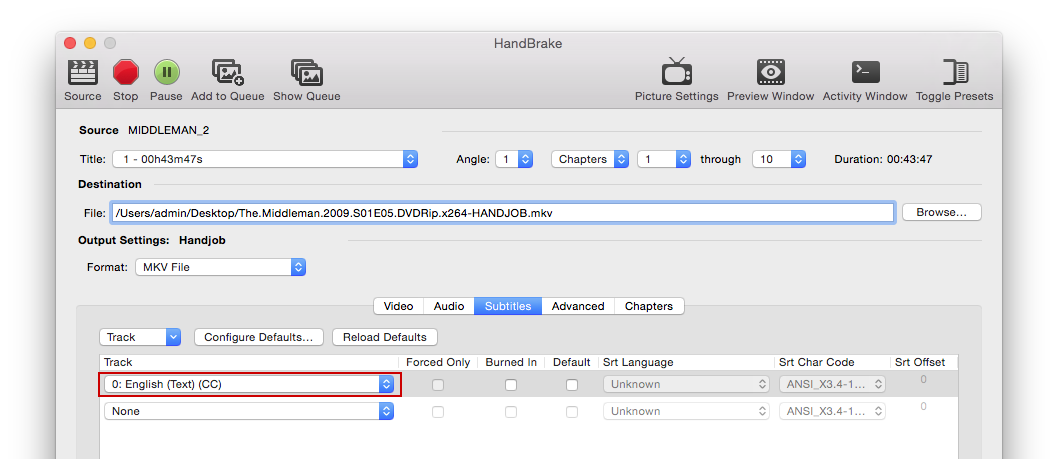 HandBrake
Source Stop Pause Add to Queue Show Queue Picture Settings Preview Window Activity Window Toggle Presets
Source MIDDLEMAN_2
Title: 1 - 00h43m47s Angle: 1 Chapters 1 through 10 Duration: 00:43:47
Destination
File: /Users/admin/Desktop/The.Middleman.2009.S01E05.DVDRip.x264-HANDJOB.mkv Browse...
Output Settings: Handjob
Format: MKV File
Video Audio Subtitles Advanced Chapters
Track Configure Defaults... Reload Defaults
Track Forced Only Burned In Default Srt Language Srt Char Code Srt Offset
0: English (Text) (CC) Unknown ANSI_X3.4-1... 0
None Unknown ANSI_X3.4-1... 0